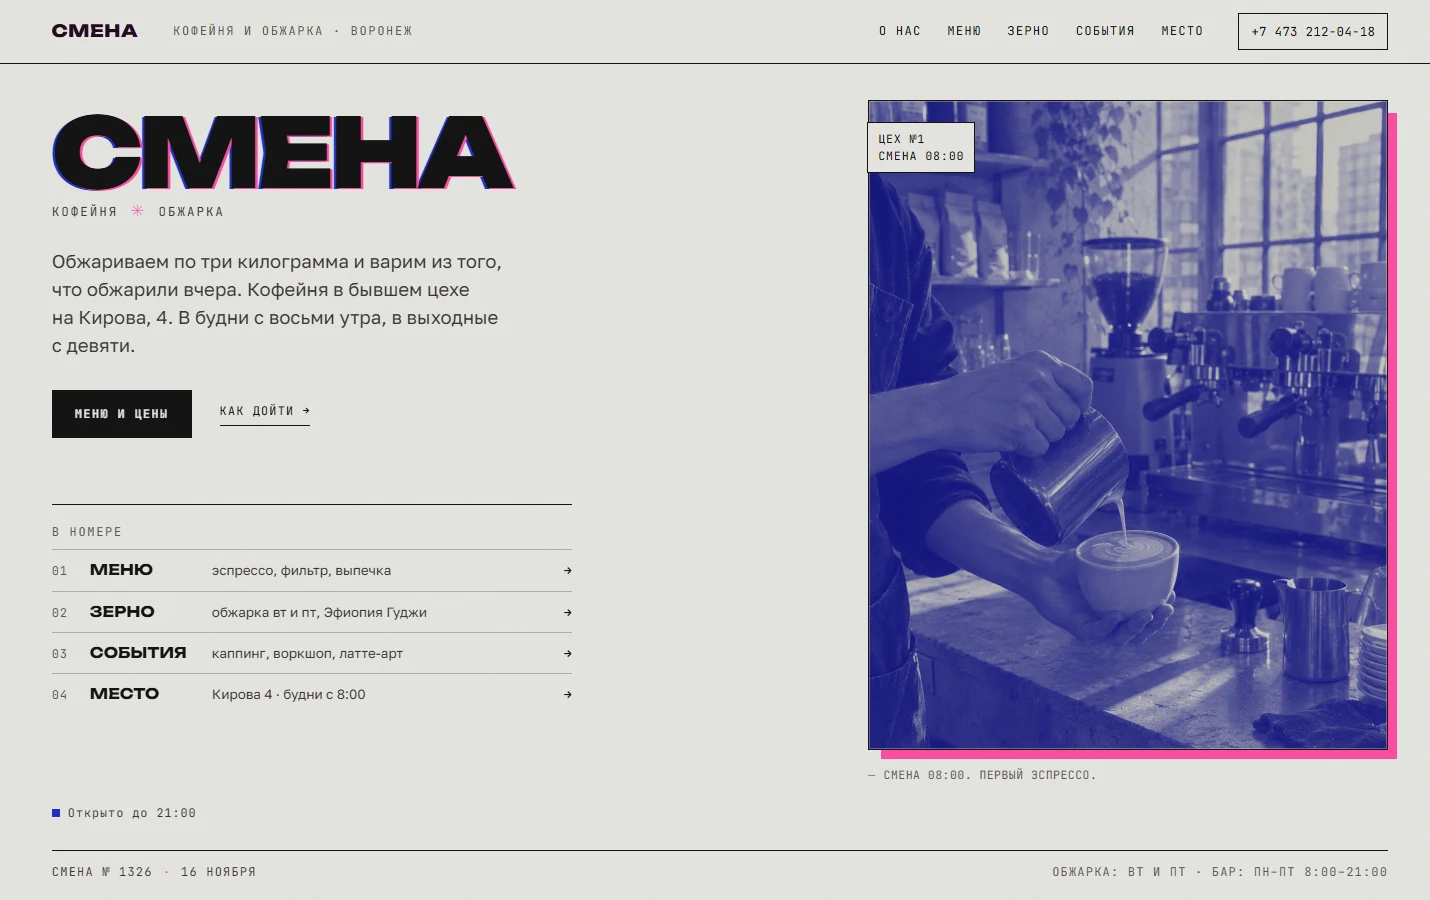 СМЕНА
КОФЕЙНЯ И ОБЖАРКА · ВОРОНЕЖ
О НАС
МЕНЮ
ЗЕРНО
СОБЫТИЯ
МЕСТО
+7 473 212-04-18
СМЕНА
КОФЕЙНЯ ✳ ОБЖАРКА
Обжариваем по три килограмма и варим из того,
что обжарили вчера. Кофейня в бывшем цехе
на Кирова, 4. В будни с восьми утра, в выходные
с девяти.
МЕНЮ И ЦЕНЫ
КАК ДОЙТИ →
В НОМЕРЕ
01 МЕНЮ эспрессо, фильтр, выпечка →
02 ЗЕРНО обжарка вт и пт, Эфиопия Гуджи →
03 СОБЫТИЯ каппинг, воркшоп, латте-арт →
04 МЕСТО Кирова 4 · будни с 8:00 →
ЦЕХ №1
СМЕНА 08:00
— СМЕНА 08:00. ПЕРВЫЙ ЭСПРЕССО.
Открыто до 21:00
СМЕНА № 1326 · 16 НОЯБРЯ
ОБЖАРКА: ВТ И ПТ · БАР: ПН–ПТ 8:00–21:00